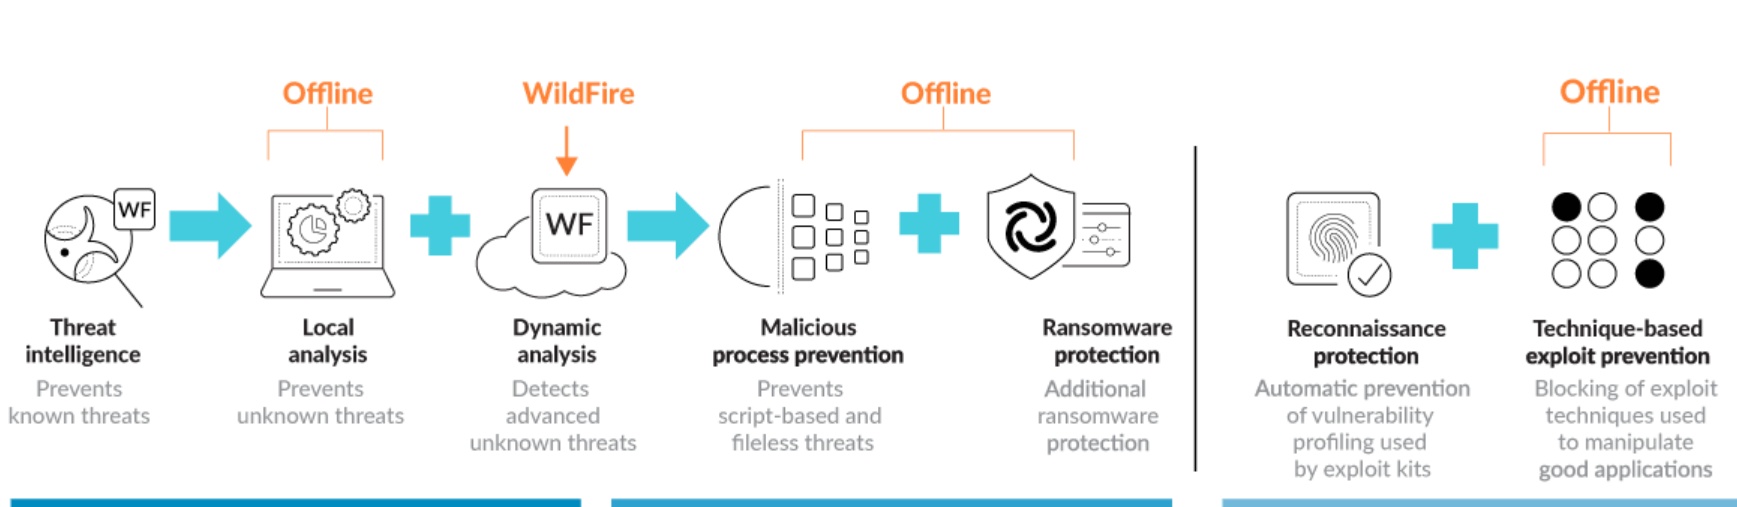 Offline
WildFire
Offline
Offline
WF
WF
Threat
intelligence
Prevents
known threats
Local
analysis
Prevents
unknown threats
Dynamic
analysis
Detects
advanced
unknown threats
Malicious
process prevention
Prevents
script-based and
fileless threats
Ransomware
protection
Additional
ransomware
protection
Reconnaissance
protection
Automatic prevention
of vulnerability
profiling used
by exploit kits
Technique-based
exploit prevention
Blocking of exploit
techniques used
to manipulate
good applications